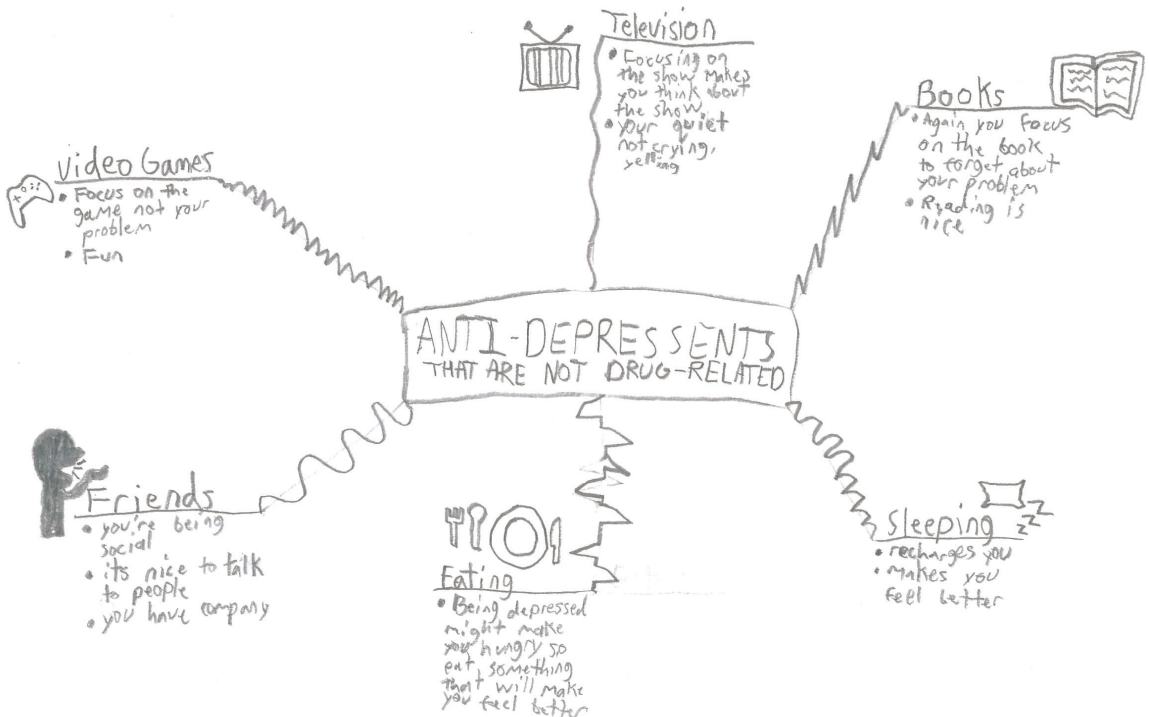 Television
• Focusing on
the show makes
you think about
the show
• your quiet
not crying,
yelling
Books
• Again you focus
on the book
to forget about
your problem
• Reading is
nice
Video Games
• Focus on the
game not your
problem
• Fun
ANTI-DEPRESSENTS
THAT ARE NOT DRUG-RELATED
Friends
• you're being
social
• its nice to talk
to people
• you have company
Eating
• Being depressed
might make
you hungry so
eat something
that will make
you feel better
Sleeping
• recharges you
• makes you
feel better